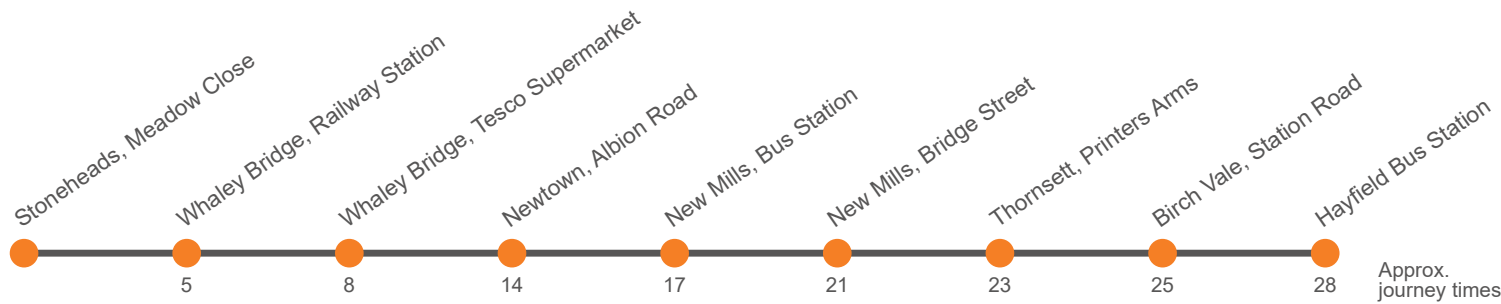 Stoneheads, Meadow Close
Whaley Bridge, Railway Station
Whaley Bridge, Tesco Supermarket
Newtown, Albion Road
New Mills, Bus Station
New Mills, Bridge Street
Thornsett, Printers Arms
Birch Vale, Station Road
Hayfield Bus Station
5 8 14 17 21 23 25 28
Approx.
journey times